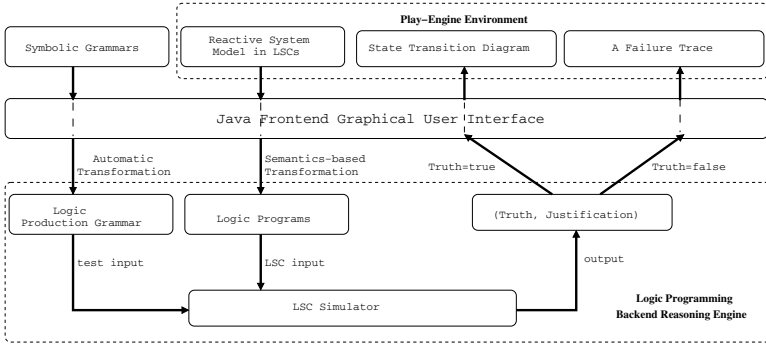 Play-Engine Environment
Symbolic Grammars
Reactive System
Model in LSCs
State Transition Diagram
A Failure Trace
Java Frontend Graphical User Interface
Automatic
Transformation
Semantics-based
Transformation
Truth=true
Truth=false
Logic
Production Grammar
Logic Programs
(Truth, Justification)
test input
LSC input
output
LSC Simulator
Logic Programming
Backend Reasoning Engine